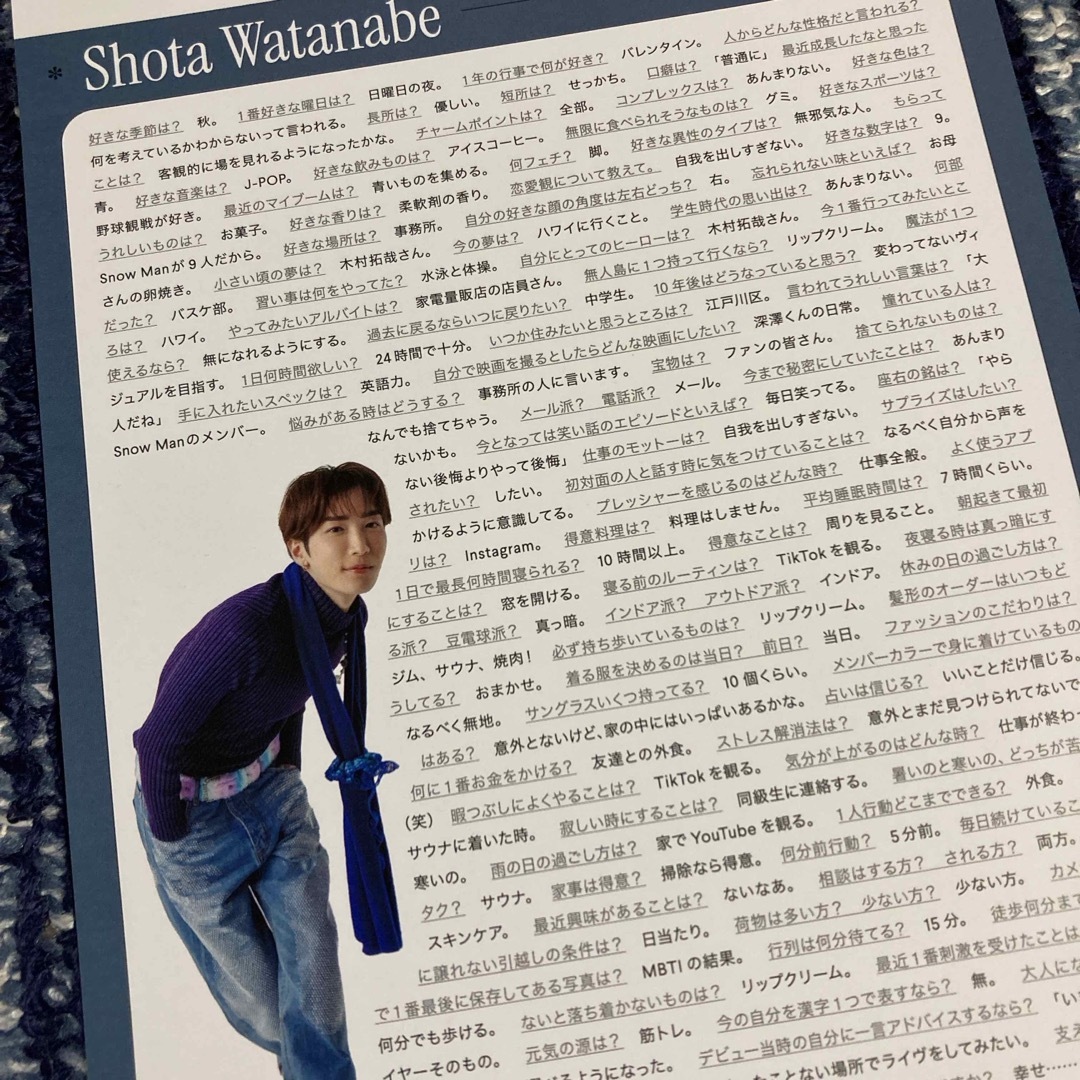 * Shota Watanabe
好きな季節は？ 秋。 1番好きな曜日は？ 日曜日の夜。 1年の行事で何が好き？ バレンタイン。 人からどんな性格だと言われる？
何を考えているかわからないって言われる。 長所は？ 優しい。 短所は？ せっかち。 口癖は？ 「普通に」 最近成長したなと思った
ことは？ 客観的に場を見れるようになったかな。 チャームポイントは？ 全部。 コンプレックスは？ あんまりない。 好きな色は？
青。 好きな音楽は？ J-POP。 好きな飲みものは？ アイスコーヒー。 無限に食べられそうなものは？ グミ。 好きなスポーツは？
野球観戦が好き。 最近のマイブームは？ 青いものを集める。 何フェチ？ 脚。 好きな異性のタイプは？ 無邪気な人。 もらって
うれしいものは？ お菓子。 好きな香りは？ 柔軟剤の香り。 恋愛観について教えて。 自我を出しすぎない。 好きな数字は？ 9。
Snow Manが9人だから。 好きな場所は？ 事務所。 自分の好きな顔の角度は左右どっち？ 右。 忘れられない味といえば？ お母
さんの卵焼き。 小さい頃の夢は？ 木村拓哉さん。 今の夢は？ ハワイに行くこと。 学生時代の思い出は？ あんまりない。 何部
だった？ バスケ部。 習い事は何をやってた？ 水泳と体操。 自分にとってのヒーローは？ 木村拓哉さん。 今1番行ってみたいとこ
ろは？ ハワイ。 やってみたいアルバイトは？ 家電量販店の店員さん。 無人島に1つ持って行くなら？ リップクリーム。 魔法が1つ
使えるなら？ 無になれるようにする。 過去に戻るならいつに戻りたい？ 中学生。 10年後はどうなっていると思う？ 変わってないヴィ
ジュアルを目指す。 1日何時間欲しい？ 24時間で十分。 いつか住みたいと思うところは？ 江戸川区。 言われてうれしい言葉は？ 「大
人だね」 手に入れたいスペックは？ 英語力。 自分で映画を撮るとしたらどんな映画にしたい？ 深澤くんの日常。 憧れている人は？
Snow Manのメンバー。 悩みがある時はどうする？ 事務所の人に言います。 宝物は？ ファンの皆さん。 捨てられないものは？
なんでも捨てちゃう。 メール派？ 電話派？ メール。 今まで秘密にしていたことは？ あんまり
ないかも。 今となっては笑い話のエピソードといえば？ 毎日笑ってる。 座右の銘は？ 「やら
ない後悔よりやって後悔」 仕事のモットーは？ 自我を出しすぎない。 サプライズはしたい？
されたい？ したい。 初対面の人と話す時に気をつけていることは？ なるべく自分から声を
かけるように意識してる。 プレッシャーを感じるのはどんな時？ 仕事全般。 よく使うアプ
リは？ Instagram。 得意料理は？ 料理はしません。 平均睡眠時間は？ 7時間くらい。
1日で最長何時間寝られる？ 10時間以上。 得意なことは？ 周りを見ること。 朝起きて最初
にすることは？ 窓を開ける。 寝る前のルーティンは？ TikTokを観る。 夜寝る時は真っ暗にす
る派？ 豆電球派？ 真っ暗。 インドア派？ アウトドア派？ インドア。 休みの日の過ごし方は？
ジム、サウナ、焼肉！ 必ず持ち歩いているものは？ リップクリーム。 髪形のオーダーはいつもど
うしてる？ おまかせ。 着る服を決めるのは当日？ 前日？ 当日。 ファッションのこだわりは？
なるべく無地。 サングラスいくつ持ってる？ 10個くらい。 メンバーカラーで身に着けているもの
はある？ 意外とないけど、家の中にはいっぱいあるかな。 占いは信じる？ いいことだけ信じる。
何に1番お金をかける？ 友達との外食。 ストレス解消法は？ 意外とまだ見つけられてないで
（笑） 暇つぶしによくやることは？ TikTokを観る。 気分が上がるのはどんな時？ 仕事が終わっ
サウナに着いた時。 寂しい時にすることは？ 同級生に連絡する。 暑いのと寒いの、どっちが苦
寒いの。 雨の日の過ごし方は？ 家でYouTubeを観る。 1人行動どこまでできる？ 外食。
タク？ サウナ。 家事は得意？ 掃除なら得意。 何分前行動？ 5分前。 毎日続けているこ
スキンケア。 最近興味があることは？ ないなあ。 相談はする方？ される方？ 両方。
に譲れない引越しの条件は？ 日当たり。 荷物は多い方？ 少ない方？ 少ない方。 カメ
で1番最後に保存してある写真は？ MBTIの結果。 行列は何分待てる？ 15分。 徒歩何分まで
何分でも歩ける。 ないと落ち着かないものは？ リップクリーム。 最近1番刺激を受けたことは
イヤーそのもの。 元気の源は？ 筋トレ。 今の自分を漢字1つで表すなら？ 無。 大人にな
ようになった。 デビュー当時の自分に一言アドバイスするなら？ 「い
たことない場所でライヴをしてみたい。 支え
幸せ……